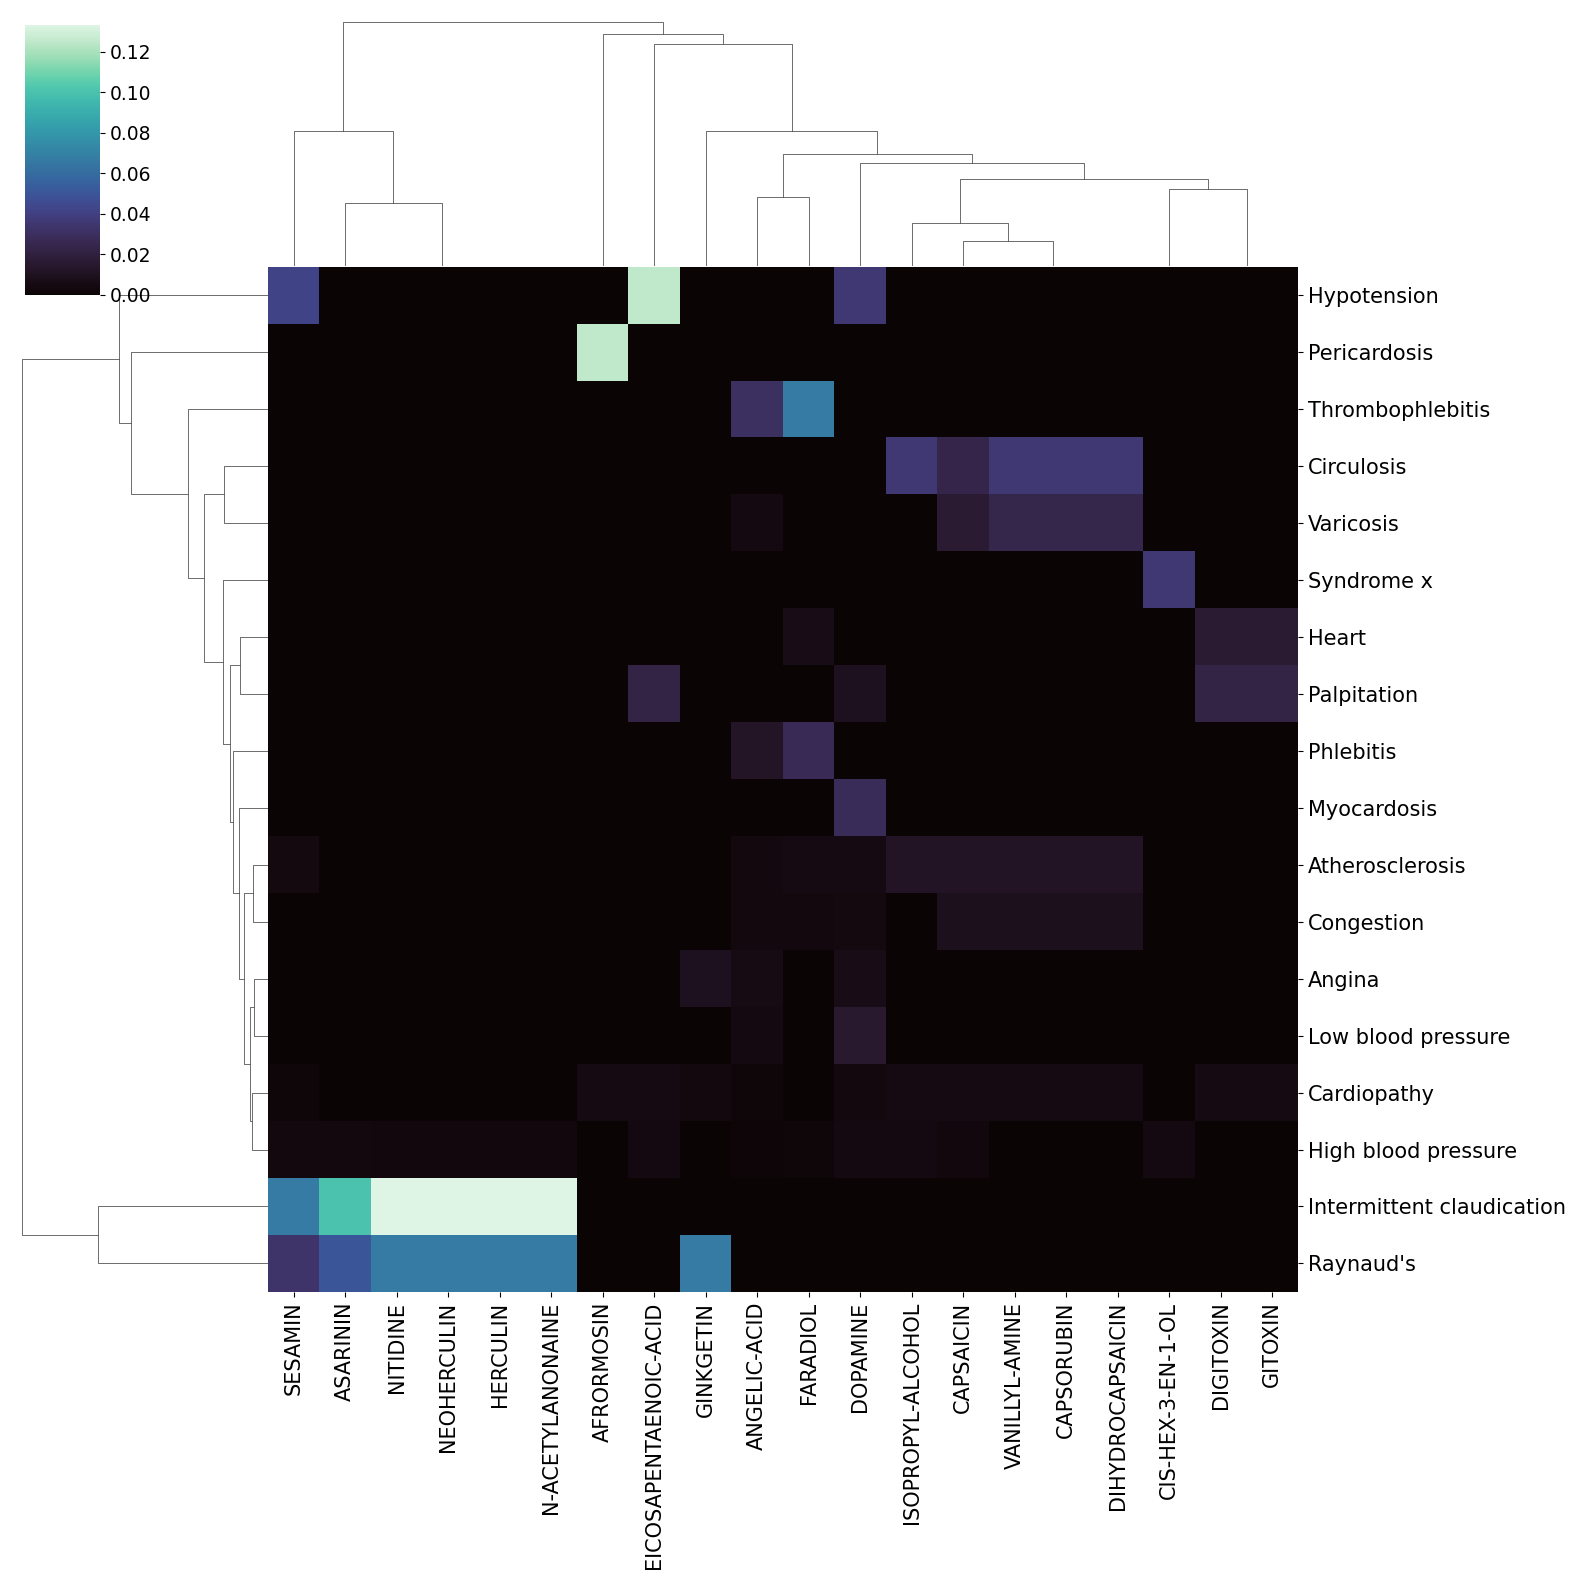 0.12
0.10
0.08
0.06
0.04
0.02
0.00
Hypotension
Pericardosis
Thrombophlebitis
Circulosis
Varicosis
Syndrome x
Heart
Palpitation
Phlebitis
Myocardosis
Atherosclerosis
Congestion
Angina
Low blood pressure
Cardiopathy
High blood pressure
Intermittent claudication
Raynaud's
SESAMIN
ASARININ
NITIDINE
NEOHERCULIN
HERCULIN
N-ACETYLANONAINE
AFRORMOSIN
EICOSAPENTAENOIC-ACID
GINKGETIN
ANGELIC-ACID
FARADIOL
DOPAMINE
ISOPROPYL-ALCOHOL
CAPSAICIN
VANILLYL-AMINE
CAPSORUBIN
DIHYDROCAPSAICIN
CIS-HEX-3-EN-1-OL
DIGITOXIN
GITOXIN